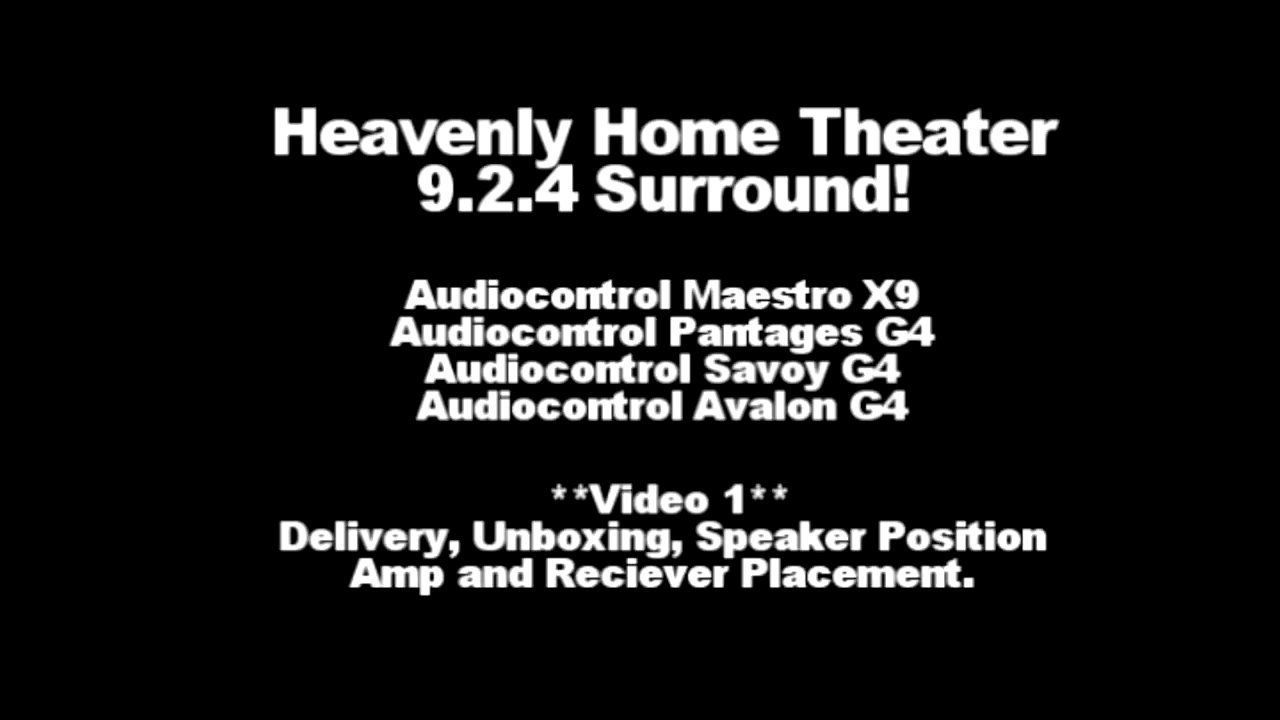 Heavenly Home Theater
9.2.4 Surround!
Audiocontrol Maestro X9
Audiocontrol Pantages G4
Audiocontrol Savoy G4
Audiocontrol Avalon G4
**Video 1**
Delivery, Unboxing, Speaker Position
Amp and Reciever Placement.